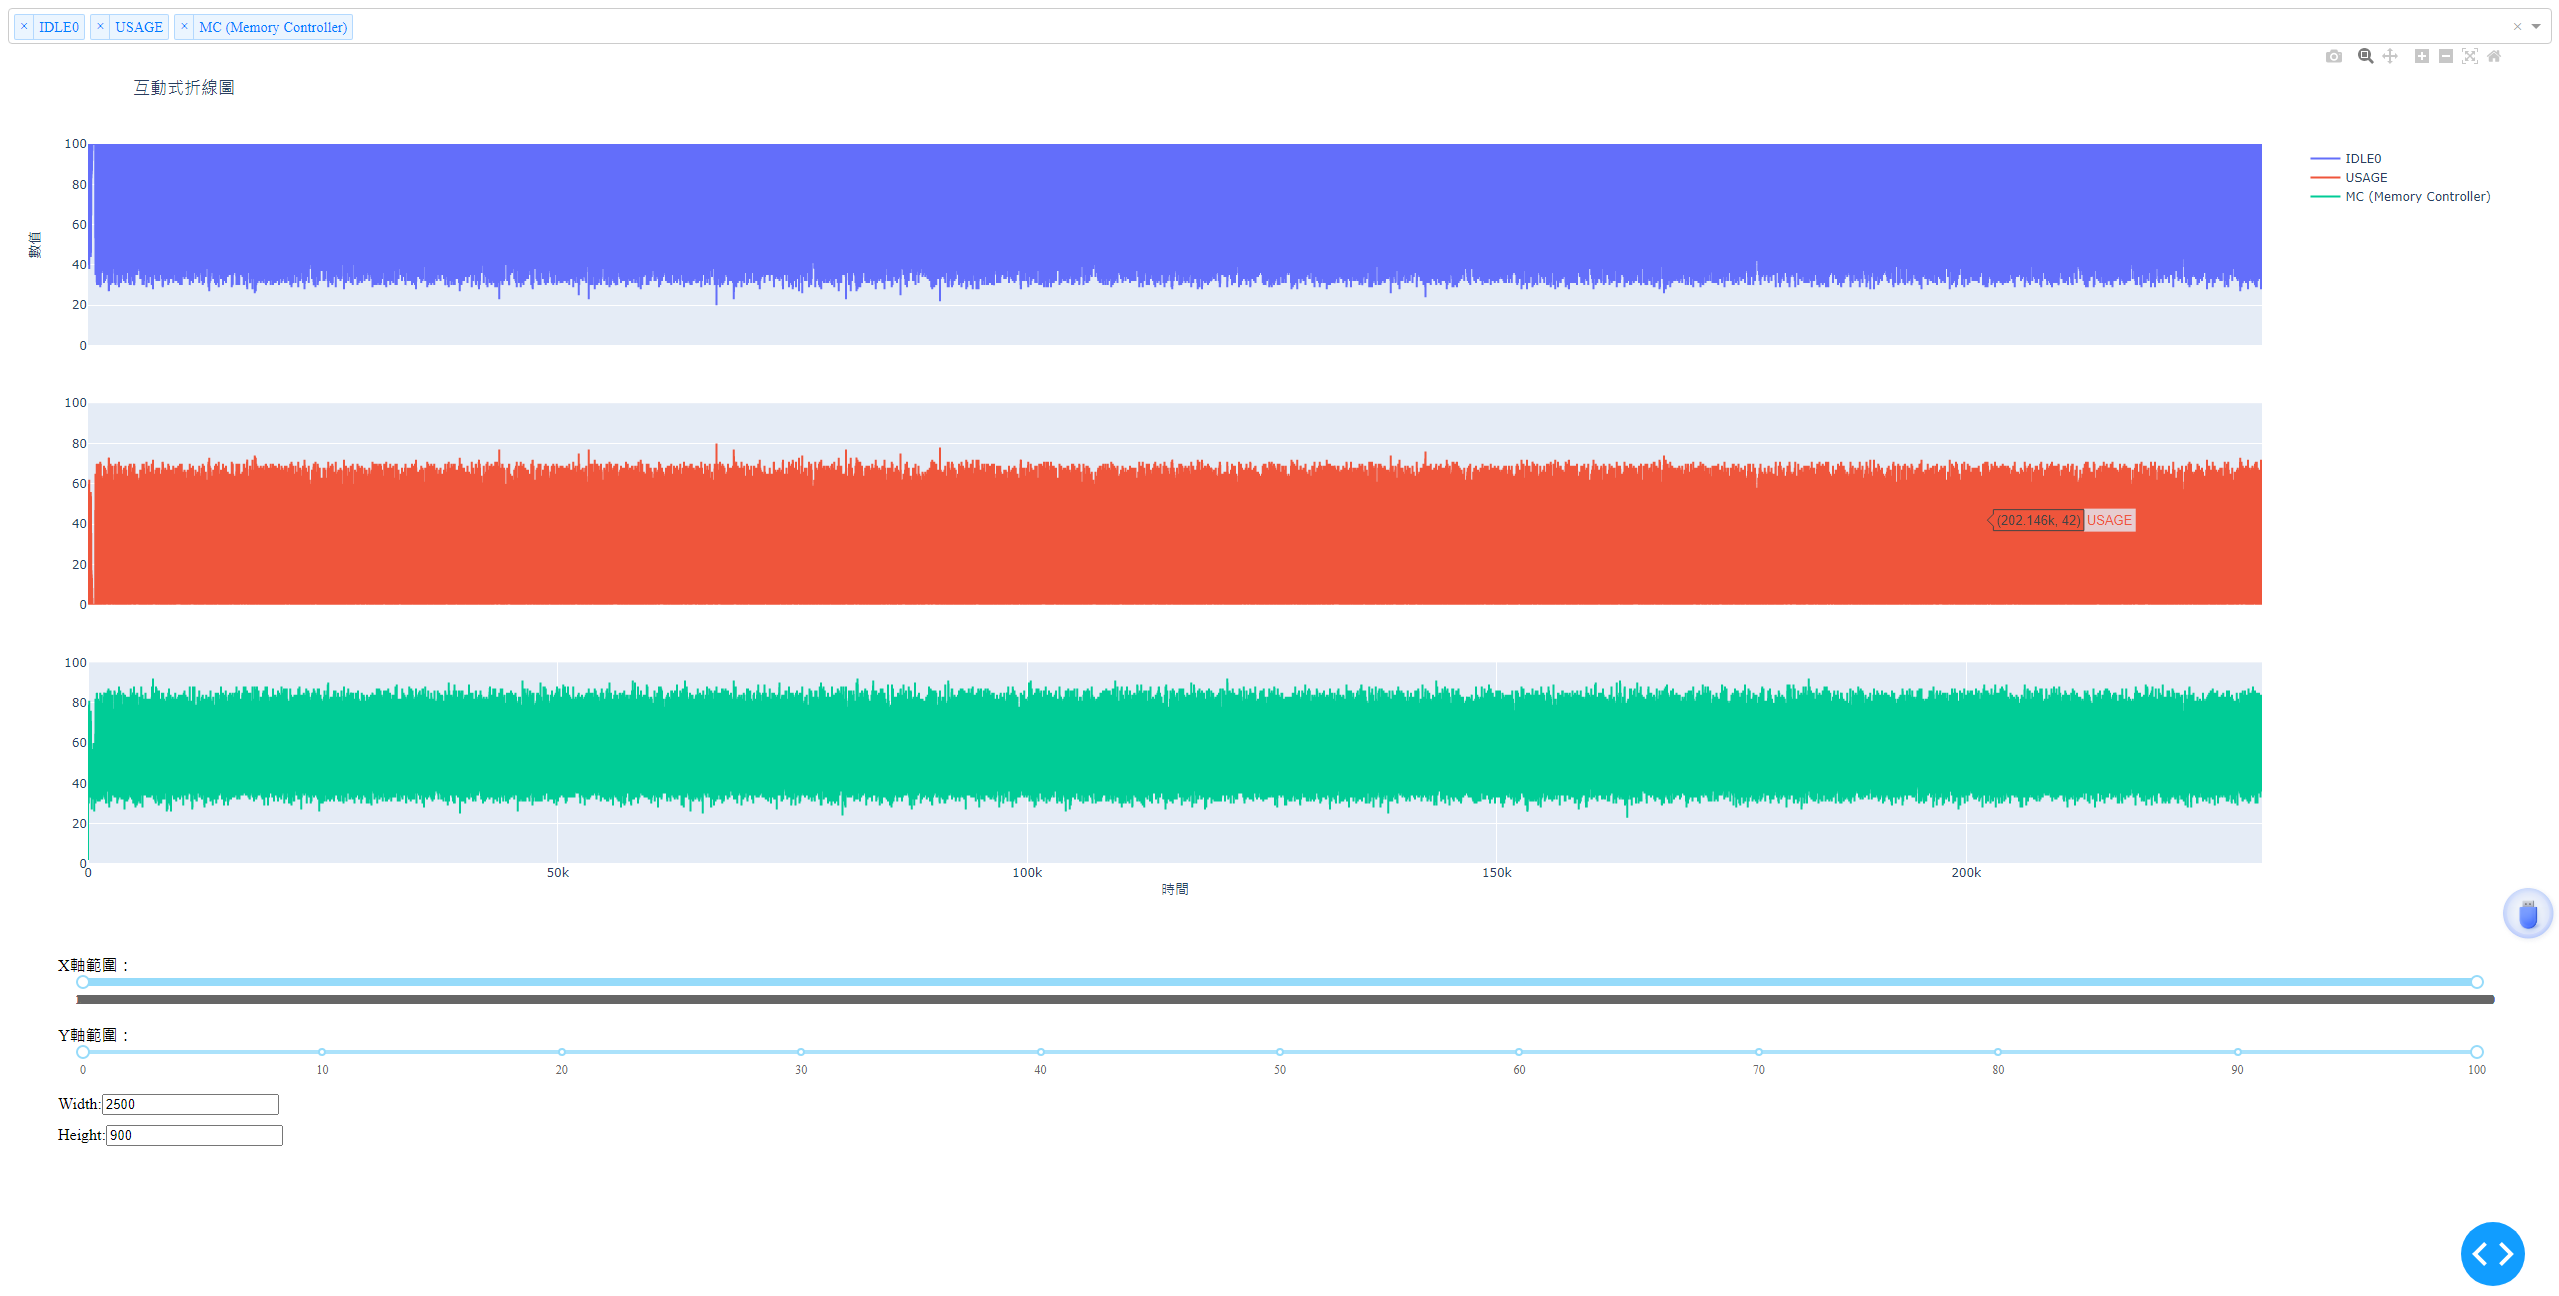 × IDLE0 × USAGE × MC (Memory Controller) ×
互動式折線圖
100
80
60
40
20
0
數值
IDLE0
USAGE
MC (Memory Controller)
100
80
60
40
20
0
(202.146k, 42) USAGE
100
80
60
40
20
0
0 50k 100k 150k 200k
時間
X軸範圍：
Y軸範圍：
0 10 20 30 40 50 60 70 80 90 100
Width: 2500
Height: 900